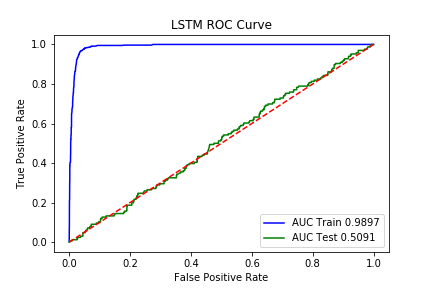 LSTM ROC Curve
True Positive Rate
1.0
0.8
0.6
0.4
0.2
0.0
AUC Train 0.9897
AUC Test 0.5091
0.0 0.2 0.4 0.6 0.8 1.0
False Positive Rate